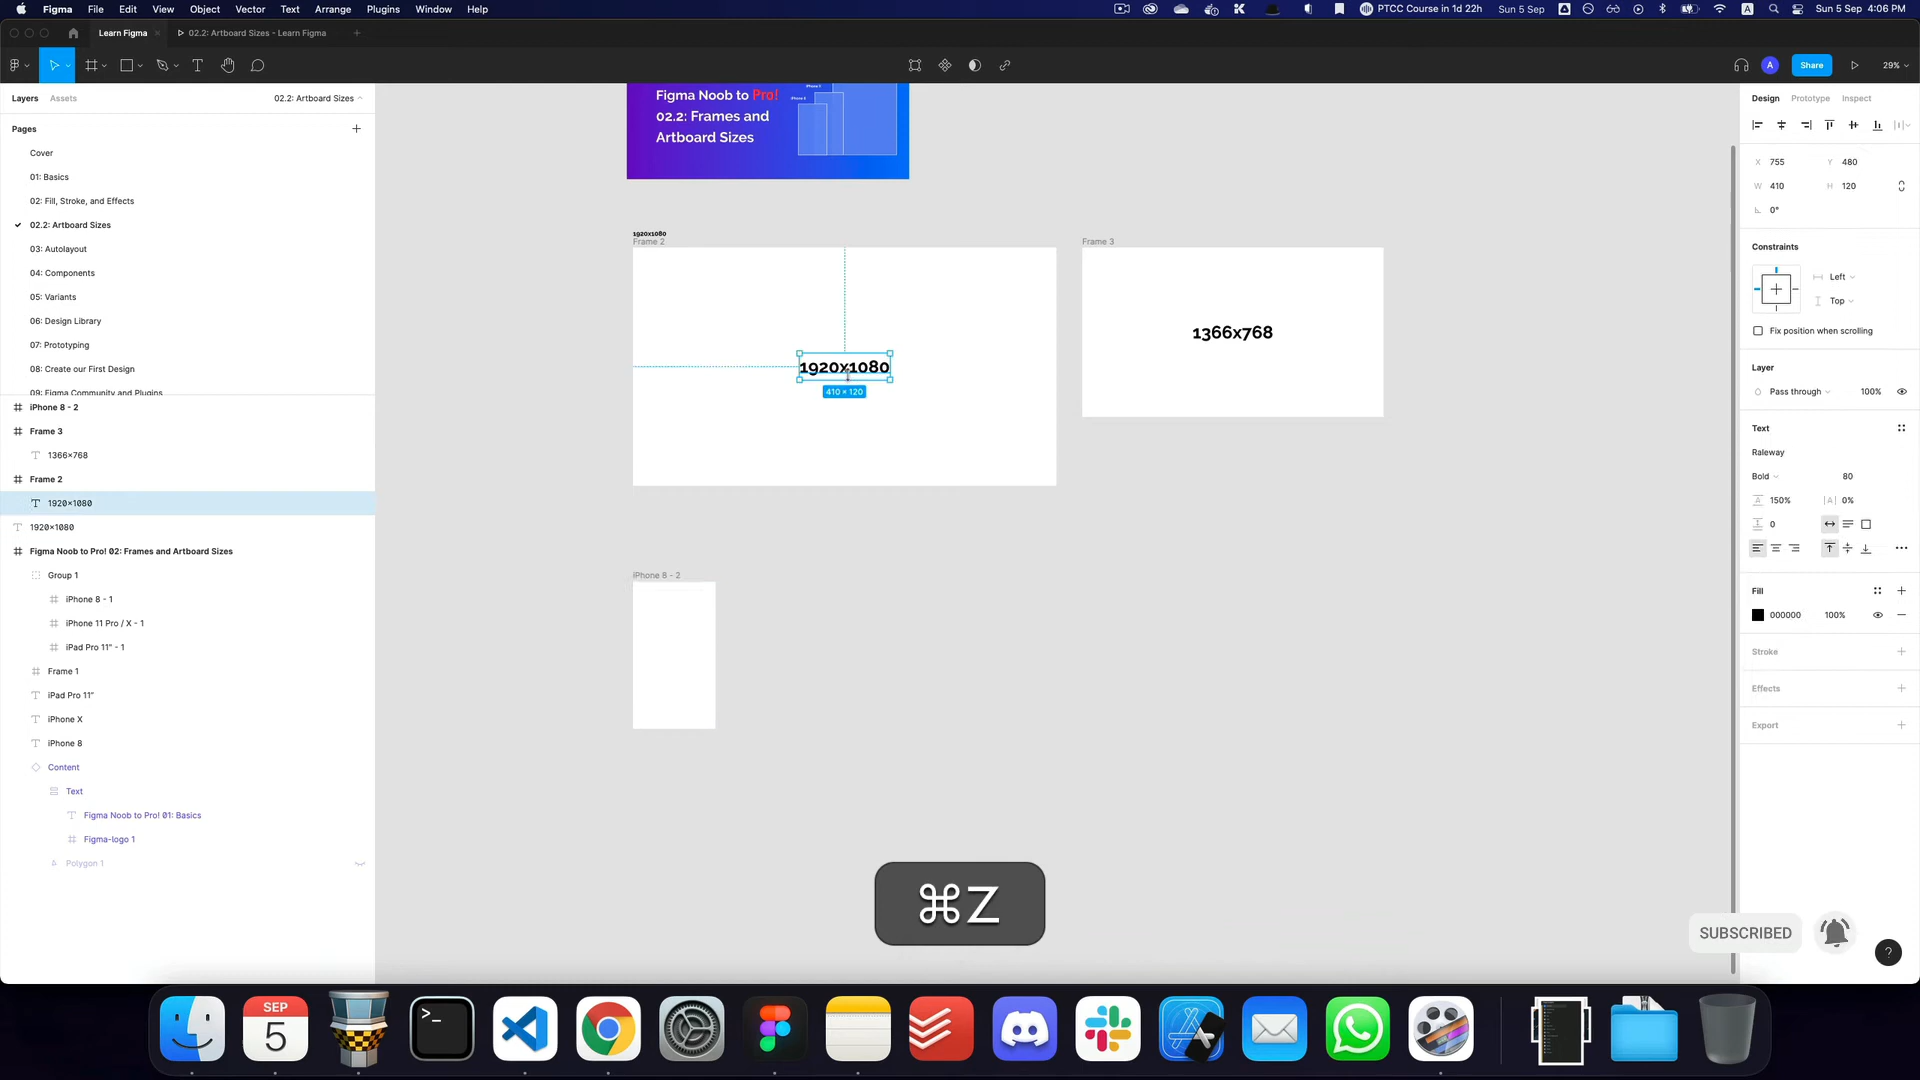 Figma File Edit View Object Vector Text Arrange Plugins Window Help
PTCC Course in 1d 22h Sun 5 Sep A Sun 5 Sep 4:06 PM
Learn Figma
02.2: Artboard Sizes - Learn Figma
A Share 29%
Layers Assets 02.2: Artboard Sizes
Pages
Cover
01: Basics
02: Fill, Stroke, and Effects
02.2: Artboard Sizes
03: Autolayout
04: Components
05: Variants
06: Design Library
07: Prototyping
08: Create our First Design
09: Figma Community and Plugins
iPhone 8 - 2
Frame 3
1366x768
Frame 2
1920x1080
1920x1080
Figma Noob to Pro! 02: Frames and Artboard Sizes
Group 1
iPhone 8 - 1
iPhone 11 Pro / X - 1
iPad Pro 11" - 1
Frame 1
iPad Pro 11"
iPhone X
iPhone 8
Content
Text
Figma Noob to Pro! 01: Basics
Figma-logo 1
Polygon 1
Figma Noob to Pro!
02.2: Frames and
Artboard Sizes
1920x1080
Frame 2
1920x1080
410 × 120
Frame 3
1366x768
iPhone 8 - 2
⌘Z
Design Prototype Inspect
X 755 Y 480
W 410 H 120
0°
Constraints
Left
Top
Fix position when scrolling
Layer
Pass through 100%
Text
Raleway
Bold 80
150% 0%
0
Fill
000000 100%
Stroke
Effects
Export
SUBSCRIBED
?
SEP
5